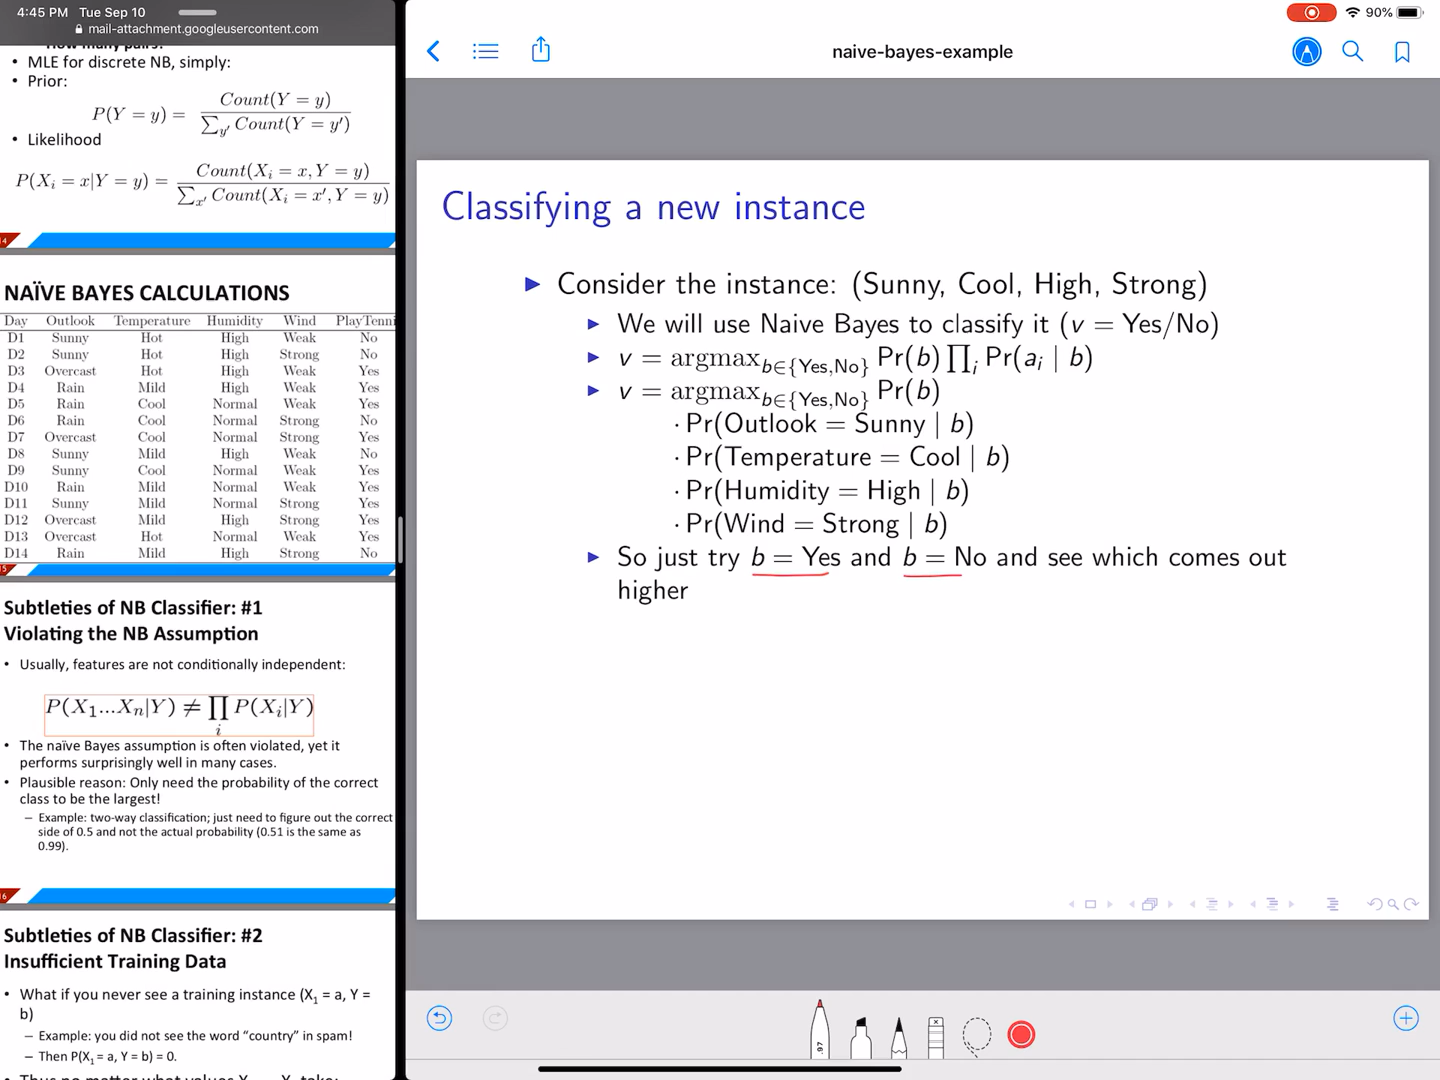 4:45 PM Tue Sep 10
90%
mail-attachment.googleusercontent.com
naive-bayes-example
How many pairs?
• MLE for discrete NB, simply:
• Prior:
P(Y = y) = Count(Y = y) / ∑y′ Count(Y = y′)
• Likelihood
P(Xi = x|Y = y) = Count(Xi = x, Y = y) / ∑x′ Count(Xi = x′, Y = y)
14
NAÏVE BAYES CALCULATIONS
Day Outlook Temperature Humidity Wind PlayTenni
D1 Sunny Hot High Weak No
D2 Sunny Hot High Strong No
D3 Overcast Hot High Weak Yes
D4 Rain Mild High Weak Yes
D5 Rain Cool Normal Weak Yes
D6 Rain Cool Normal Strong No
D7 Overcast Cool Normal Strong Yes
D8 Sunny Mild High Weak No
D9 Sunny Cool Normal Weak Yes
D10 Rain Mild Normal Weak Yes
D11 Sunny Mild Normal Strong Yes
D12 Overcast Mild High Strong Yes
D13 Overcast Hot Normal Weak Yes
D14 Rain Mild High Strong No
15
Subtleties of NB Classifier: #1
Violating the NB Assumption
• Usually, features are not conditionally independent:
P(X1...Xn|Y) ≠ ∏i P(Xi|Y)
• The naïve Bayes assumption is often violated, yet it
performs surprisingly well in many cases.
• Plausible reason: Only need the probability of the correct
class to be the largest!
– Example: two-way classification; just need to figure out the correct
side of 0.5 and not the actual probability (0.51 is the same as
0.99).
16
Subtleties of NB Classifier: #2
Insufficient Training Data
• What if you never see a training instance (X1 = a, Y =
b)
– Example: you did not see the word “country” in spam!
– Then P(X1 = a, Y = b) = 0.
Classifying a new instance
▶ Consider the instance: (Sunny, Cool, High, Strong)
▶ We will use Naive Bayes to classify it (v = Yes/No)
▶ v = argmaxb∈{Yes,No} Pr(b) ∏i Pr(ai | b)
▶ v = argmaxb∈{Yes,No} Pr(b)
· Pr(Outlook = Sunny | b)
· Pr(Temperature = Cool | b)
· Pr(Humidity = High | b)
· Pr(Wind = Strong | b)
▶ So just try b = Yes and b = No and see which comes out
higher
.97